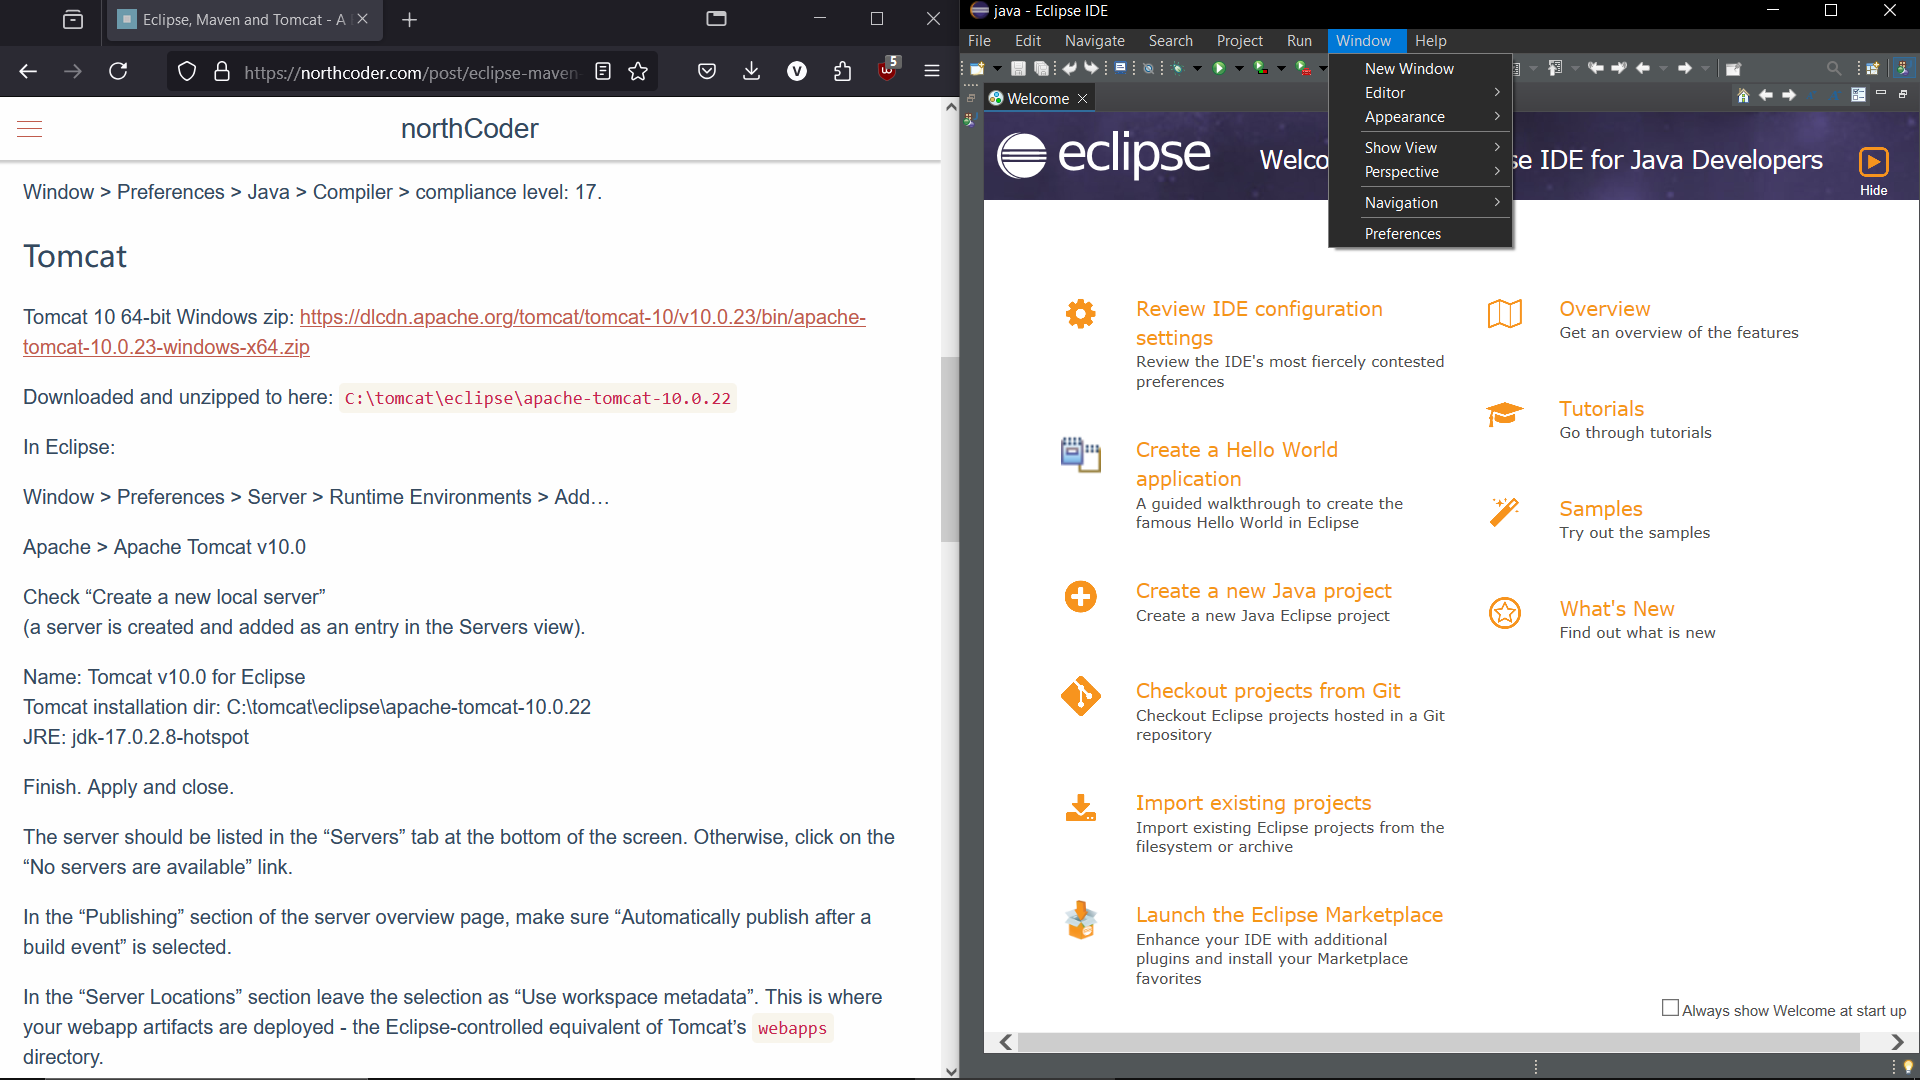 Eclipse, Maven and Tomcat - A
https://northcoder.com/post/eclipse-maven-
5
northCoder
Window > Preferences > Java > Compiler > compliance level: 17.
Tomcat
Tomcat 10 64-bit Windows zip: https://dlcdn.apache.org/tomcat/tomcat-10/v10.0.23/bin/apache-
tomcat-10.0.23-windows-x64.zip
Downloaded and unzipped to here: C:\tomcat\eclipse\apache-tomcat-10.0.22
In Eclipse:
Window > Preferences > Server > Runtime Environments > Add…
Apache > Apache Tomcat v10.0
Check “Create a new local server”
(a server is created and added as an entry in the Servers view).
Name: Tomcat v10.0 for Eclipse
Tomcat installation dir: C:\tomcat\eclipse\apache-tomcat-10.0.22
JRE: jdk-17.0.2.8-hotspot
Finish. Apply and close.
The server should be listed in the “Servers” tab at the bottom of the screen. Otherwise, click on the
“No servers are available” link.
In the “Publishing” section of the server overview page, make sure “Automatically publish after a
build event” is selected.
In the “Server Locations” section leave the selection as “Use workspace metadata”. This is where
your webapp artifacts are deployed - the Eclipse-controlled equivalent of Tomcat’s webapps
directory.
java - Eclipse IDE
File Edit Navigate Search Project Run Window Help
New Window
Editor
Appearance
Show View
Perspective
Navigation
Preferences
Welcome
eclipse
Welco
se IDE for Java Developers
Hide
Review IDE configuration
settings
Review the IDE's most fiercely contested
preferences
Create a Hello World
application
A guided walkthrough to create the
famous Hello World in Eclipse
Create a new Java project
Create a new Java Eclipse project
Checkout projects from Git
Checkout Eclipse projects hosted in a Git
repository
Import existing projects
Import existing Eclipse projects from the
filesystem or archive
Launch the Eclipse Marketplace
Enhance your IDE with additional
plugins and install your Marketplace
favorites
Overview
Get an overview of the features
Tutorials
Go through tutorials
Samples
Try out the samples
What's New
Find out what is new
Always show Welcome at start up